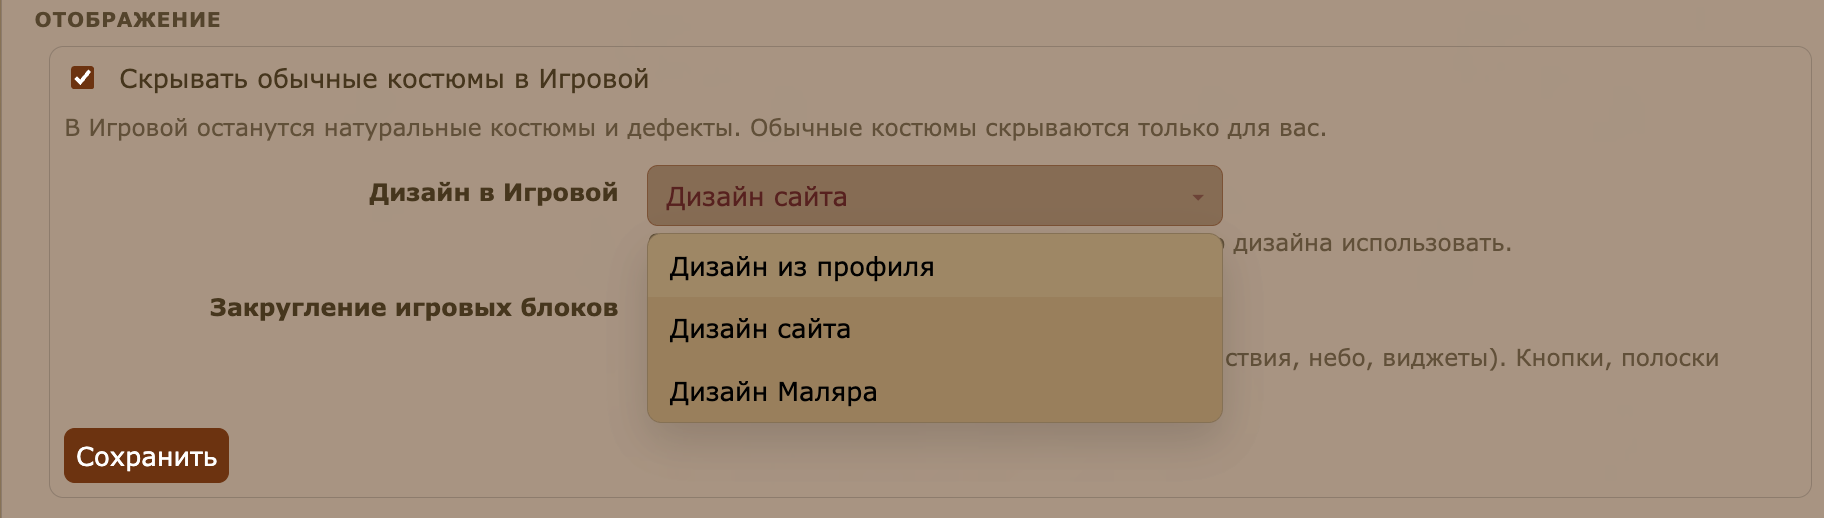 ОТОБРАЖЕНИЕ
Скрывать обычные костюмы в Игровой
В Игровой останутся натуральные костюмы и дефекты. Обычные костюмы скрываются только для вас.
Дизайн в Игровой
Дизайн сайта
дизайна использовать.
Дизайн из профиля
Закругление игровых блоков
Дизайн сайта
ствия, небо, виджеты). Кнопки, полоски
Дизайн Маляра
Сохранить